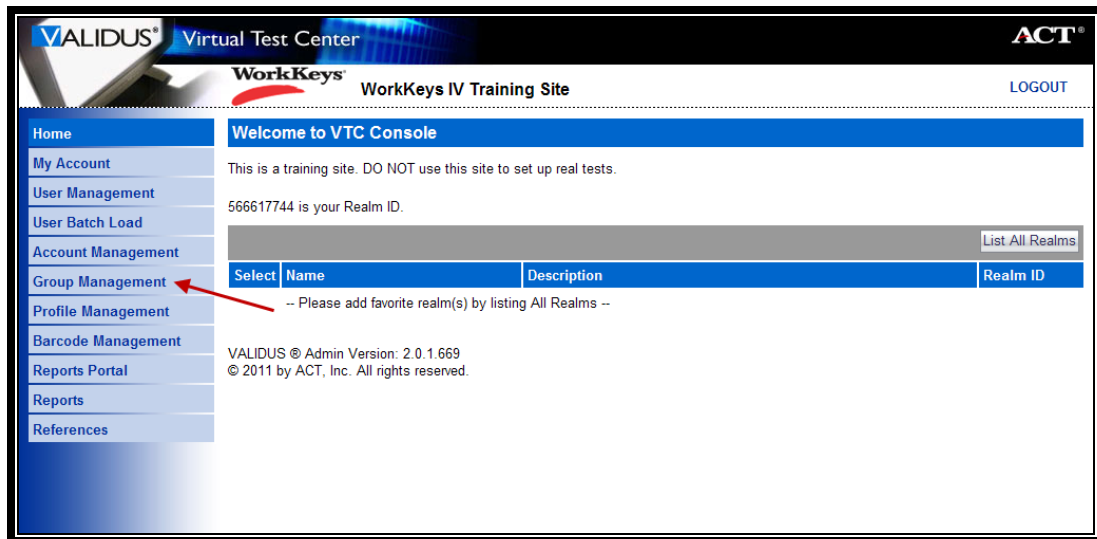 VALIDUS® Virtual Test Center ACT®
WorkKeys® WorkKeys IV Training Site LOGOUT
Home
My Account
User Management
User Batch Load
Account Management
Group Management
Profile Management
Barcode Management
Reports Portal
Reports
References
Welcome to VTC Console
This is a training site. DO NOT use this site to set up real tests.
566617744 is your Realm ID.
List All Realms
Select Name Description Realm ID
-- Please add favorite realm(s) by listing All Realms --
VALIDUS ® Admin Version: 2.0.1.669
© 2011 by ACT, Inc. All rights reserved.